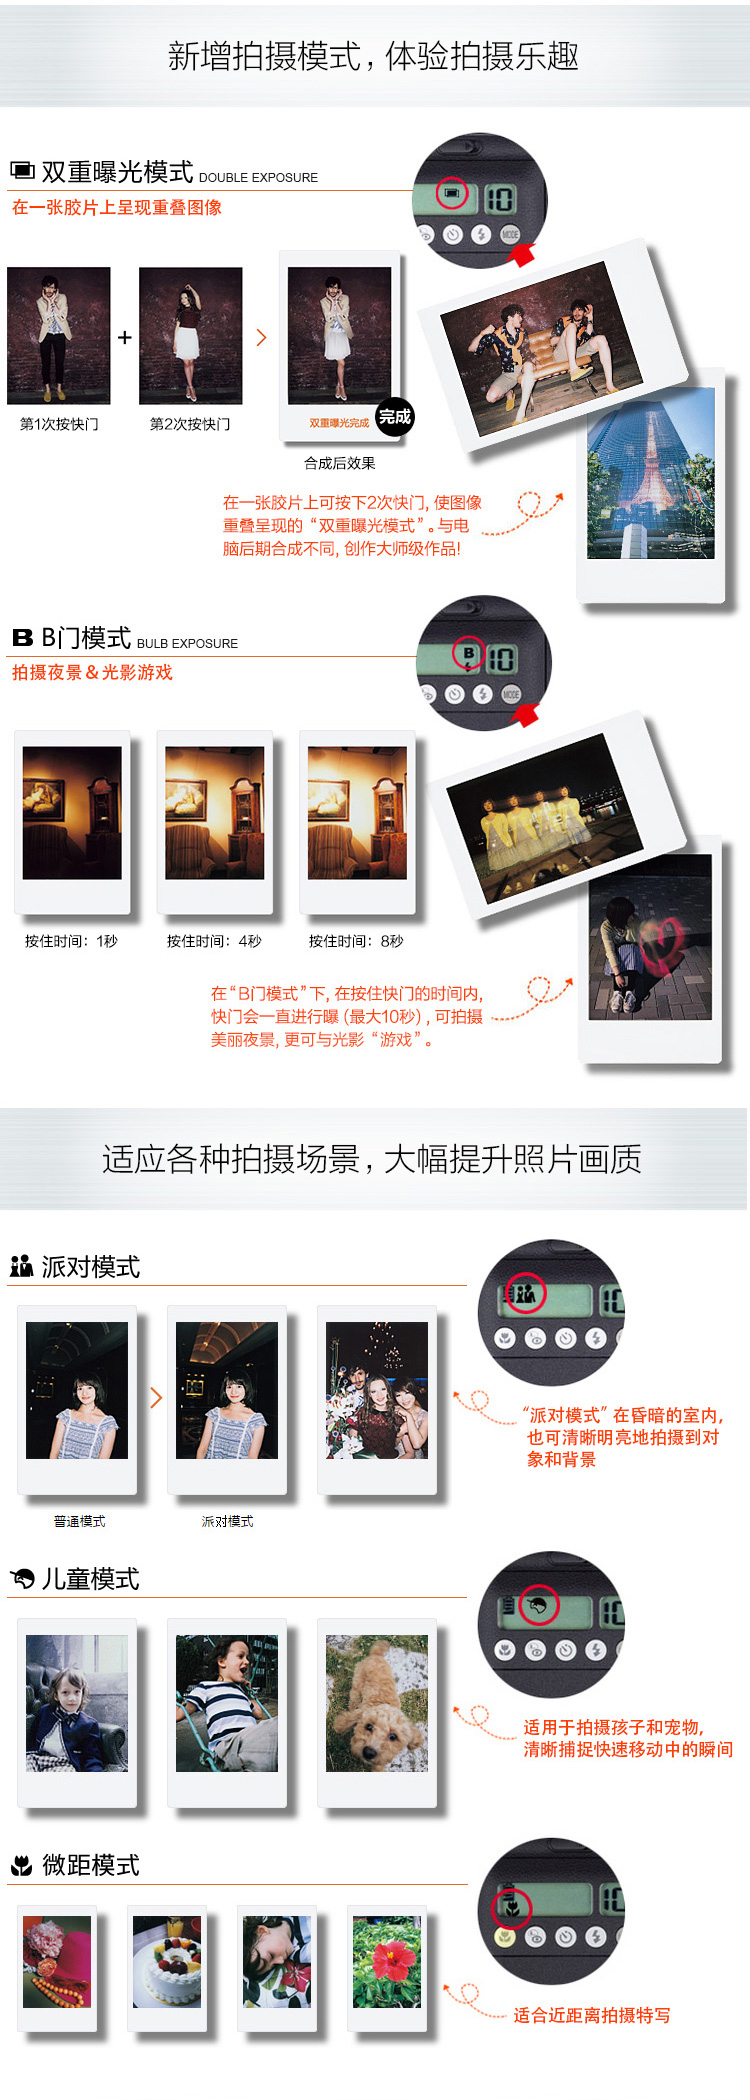 新增拍摄模式，体验拍摄乐趣
双重曝光模式 DOUBLE EXPOSURE
在一张胶片上呈现重叠图像
10
MODE
+
第1次按快门
第2次按快门
双重曝光完成
完成
合成后效果
在一张胶片上可按下2次快门, 使图像
重叠呈现的“双重曝光模式”。与电
脑后期合成不同, 创作大师级作品!
B B门模式 BULB EXPOSURE
拍摄夜景＆光影游戏
B 10
MODE
按住时间：1秒
按住时间：4秒
按住时间：8秒
在“B门模式”下, 在按住快门的时间内,
快门会一直进行曝 (最大10秒) , 可拍摄
美丽夜景, 更可与光影“游戏”。
适应各种拍摄场景，大幅提升照片画质
派对模式
10
“派对模式”在昏暗的室内,
也可清晰明亮地拍摄到对
象和背景
普通模式
派对模式
儿童模式
10
适用于拍摄孩子和宠物,
清晰捕捉快速移动中的瞬间
微距模式
10
适合近距离拍摄特写